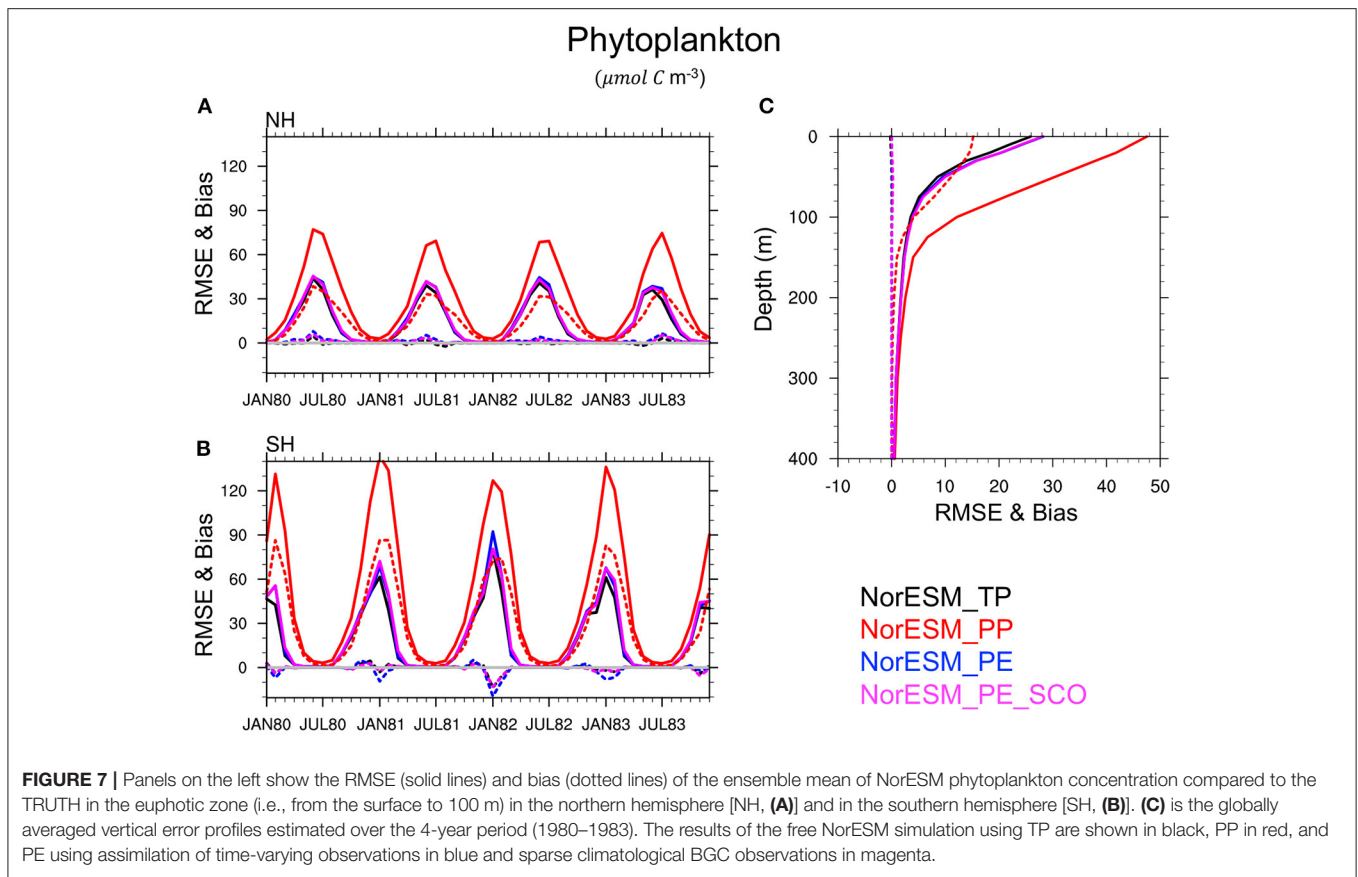 Phytoplankton
(μmol C m-3)
A
NH
RMSE & Bias
120
90
60
30
0
JAN80 JUL80 JAN81 JUL81 JAN82 JUL82 JAN83 JUL83
B
SH
RMSE & Bias
120
90
60
30
0
JAN80 JUL80 JAN81 JUL81 JAN82 JUL82 JAN83 JUL83
C
Depth (m)
0
100
200
300
400
-10 0 10 20 30 40 50
RMSE & Bias
NorESM_TP
NorESM_PP
NorESM_PE
NorESM_PE_SCO
FIGURE 7 | Panels on the left show the RMSE (solid lines) and bias (dotted lines) of the ensemble mean of NorESM phytoplankton concentration compared to the
TRUTH in the euphotic zone (i.e., from the surface to 100 m) in the northern hemisphere [NH, (A)] and in the southern hemisphere [SH, (B)]. (C) is the globally
averaged vertical error profiles estimated over the 4-year period (1980–1983). The results of the free NorESM simulation using TP are shown in black, PP in red, and
PE using assimilation of time-varying observations in blue and sparse climatological BGC observations in magenta.